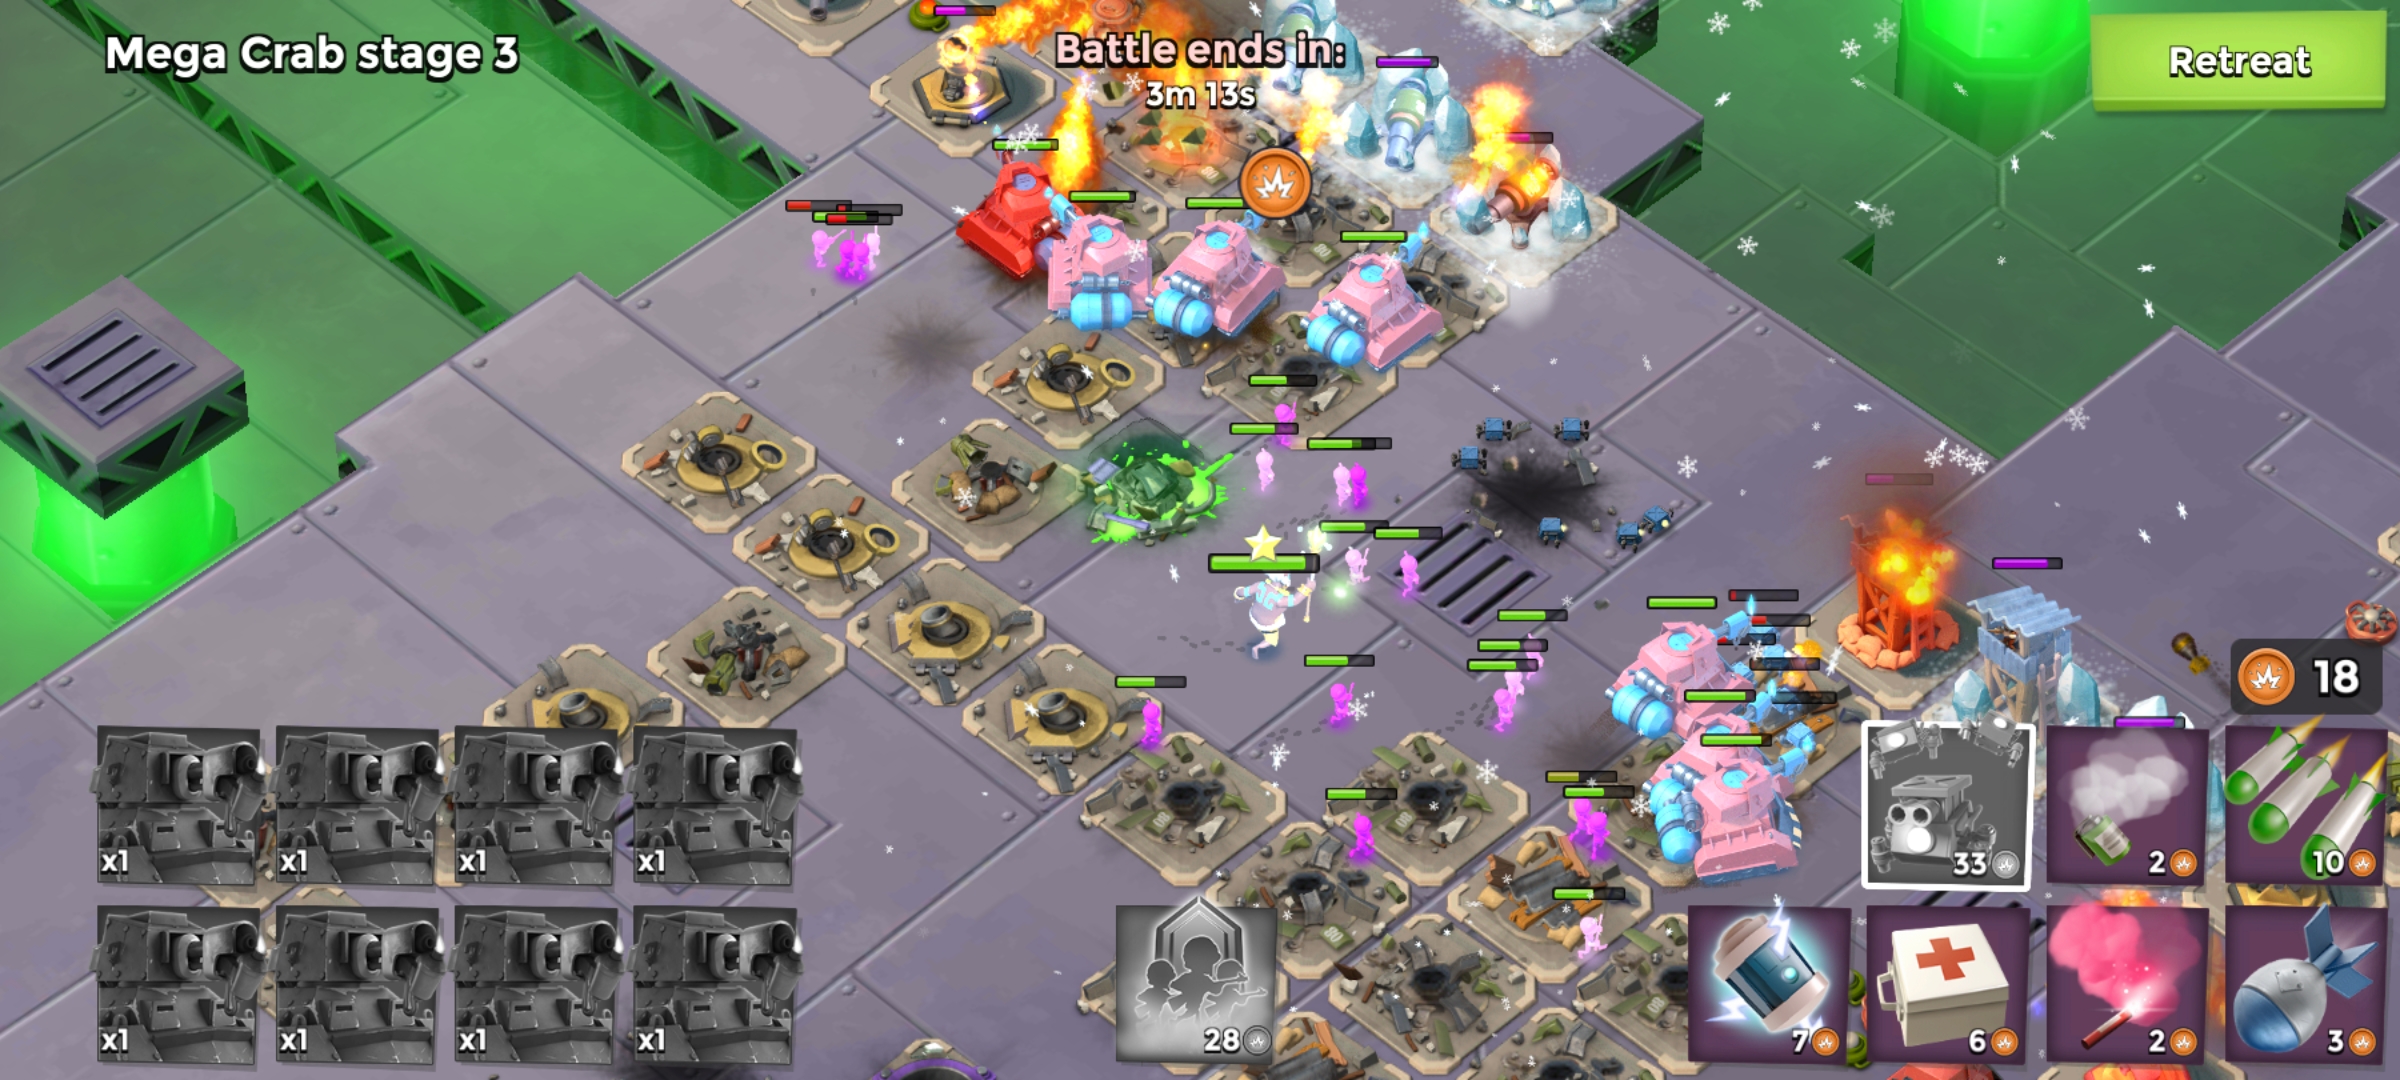 Mega Crab stage 3
Battle ends in:
3m 13s
Retreat
18
x1
x1
x1
x1
33
2
10
x1
x1
x1
x1
28
7
6
2
3